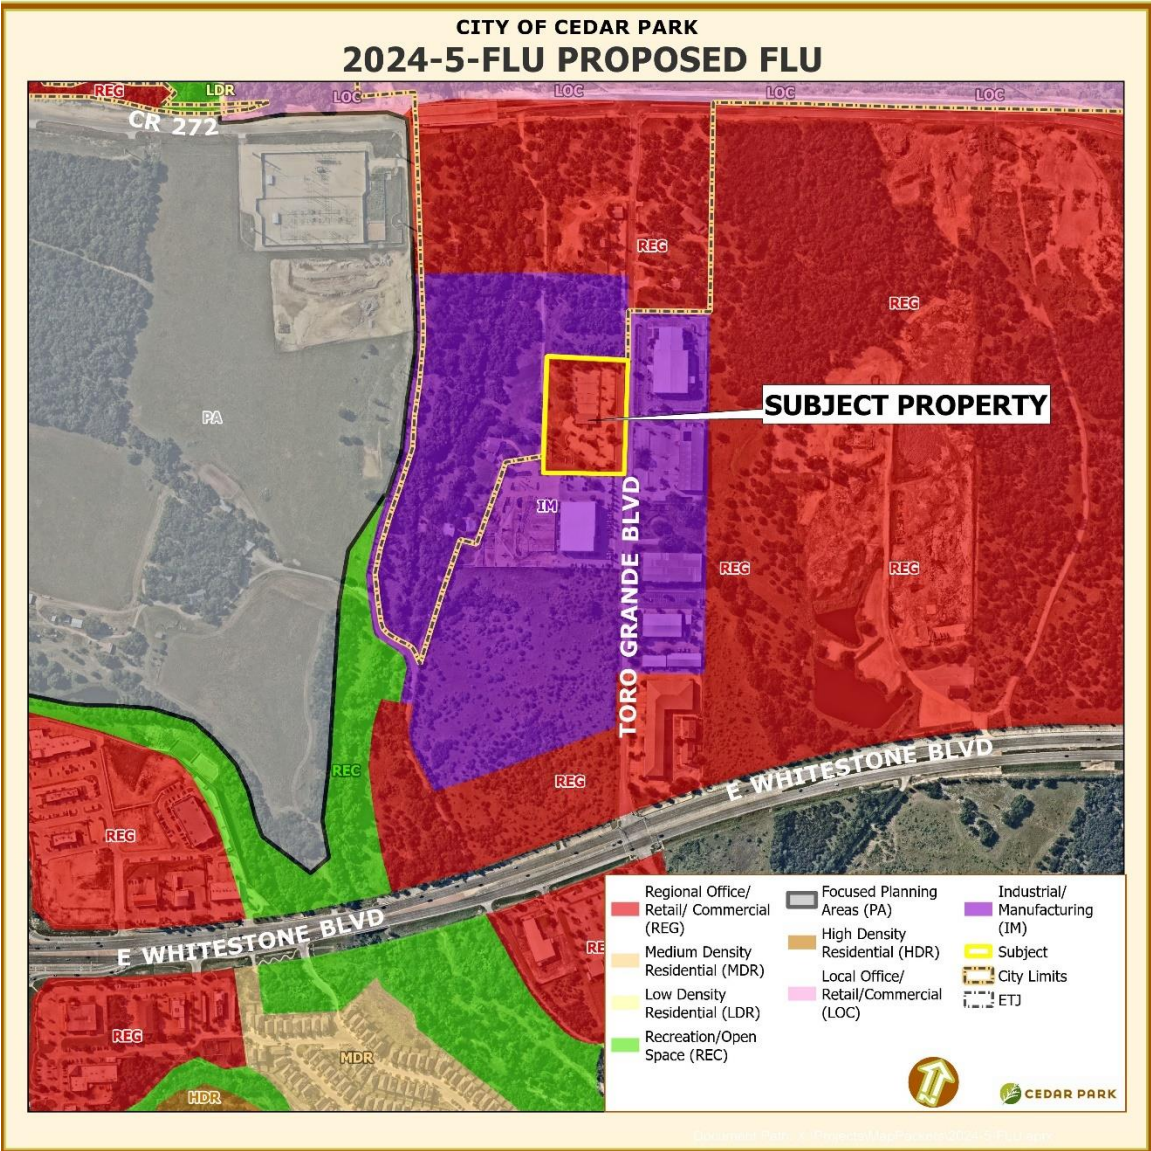 CITY OF CEDAR PARK
2024-5-FLU PROPOSED FLU
REG
LDR
LOC
LOC
LOC
LOC
CR 272
REG
REG
PA
SUBJECT PROPERTY
IM
TORO GRANDE BLVD
REG
REG
REC
REG
E WHITESTONE BLVD
REG
E WHITESTONE BLVD
RE
REG
MDR
HDR
Regional Office/
Retail/ Commercial
(REG)
Medium Density
Residential (MDR)
Low Density
Residential (LDR)
Recreation/Open
Space (REC)
Focused Planning
Areas (PA)
High Density
Residential (HDR)
Local Office/
Retail/Commercial
(LOC)
Industrial/
Manufacturing
(IM)
Subject
City Limits
ETJ
CEDAR PARK